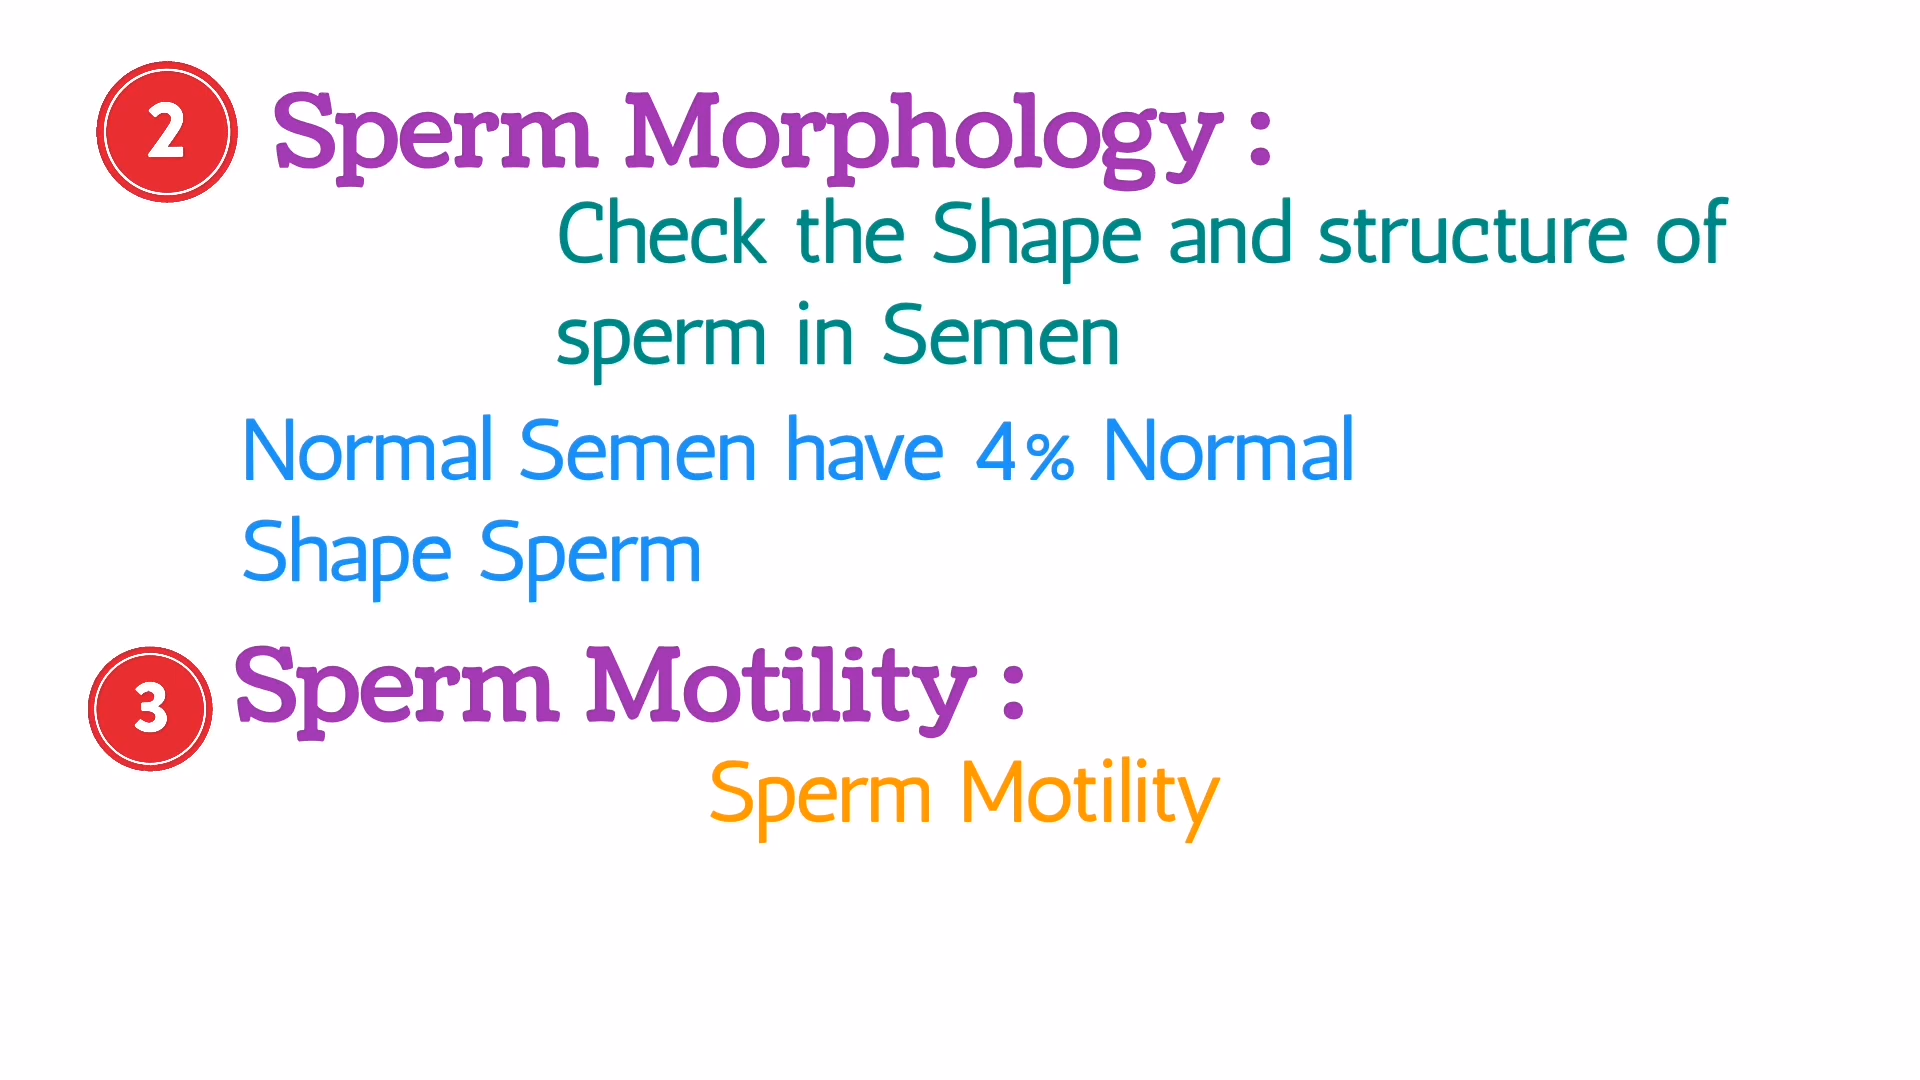 2 Sperm Morphology :
Check the Shape and structure of
sperm in Semen
Normal Semen have 4% Normal
Shape Sperm
3 Sperm Motility :
Sperm Motility